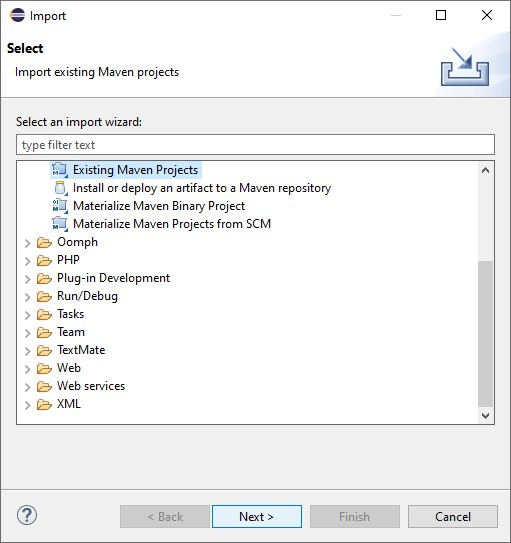 Import
Select
Import existing Maven projects
Select an import wizard:
type filter text
Existing Maven Projects
Install or deploy an artifact to a Maven repository
Materialize Maven Binary Project
Materialize Maven Projects from SCM
Oomph
PHP
Plug-in Development
Run/Debug
Tasks
Team
TextMate
Web
Web services
XML
? < Back Next > Finish Cancel